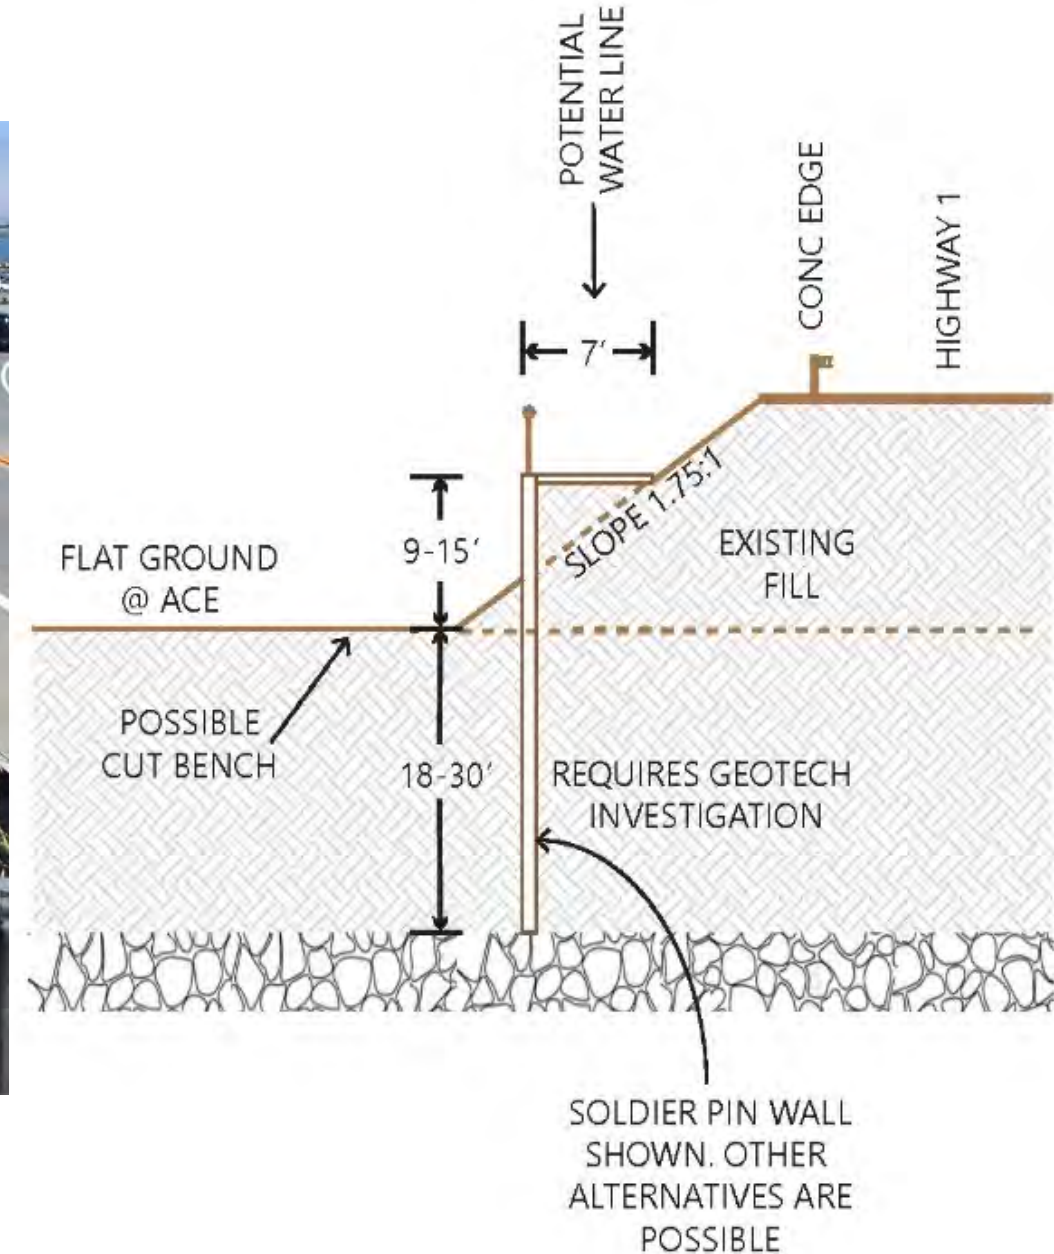 POTENTIAL
WATER LINE
CONC EDGE
HIGHWAY 1
7'
9-15'
SLOPE 1.75:1
FLAT GROUND
@ ACE
EXISTING
FILL
POSSIBLE
CUT BENCH
18-30'
REQUIRES GEOTECH
INVESTIGATION
SOLDIER PIN WALL
SHOWN. OTHER
ALTERNATIVES ARE
POSSIBLE